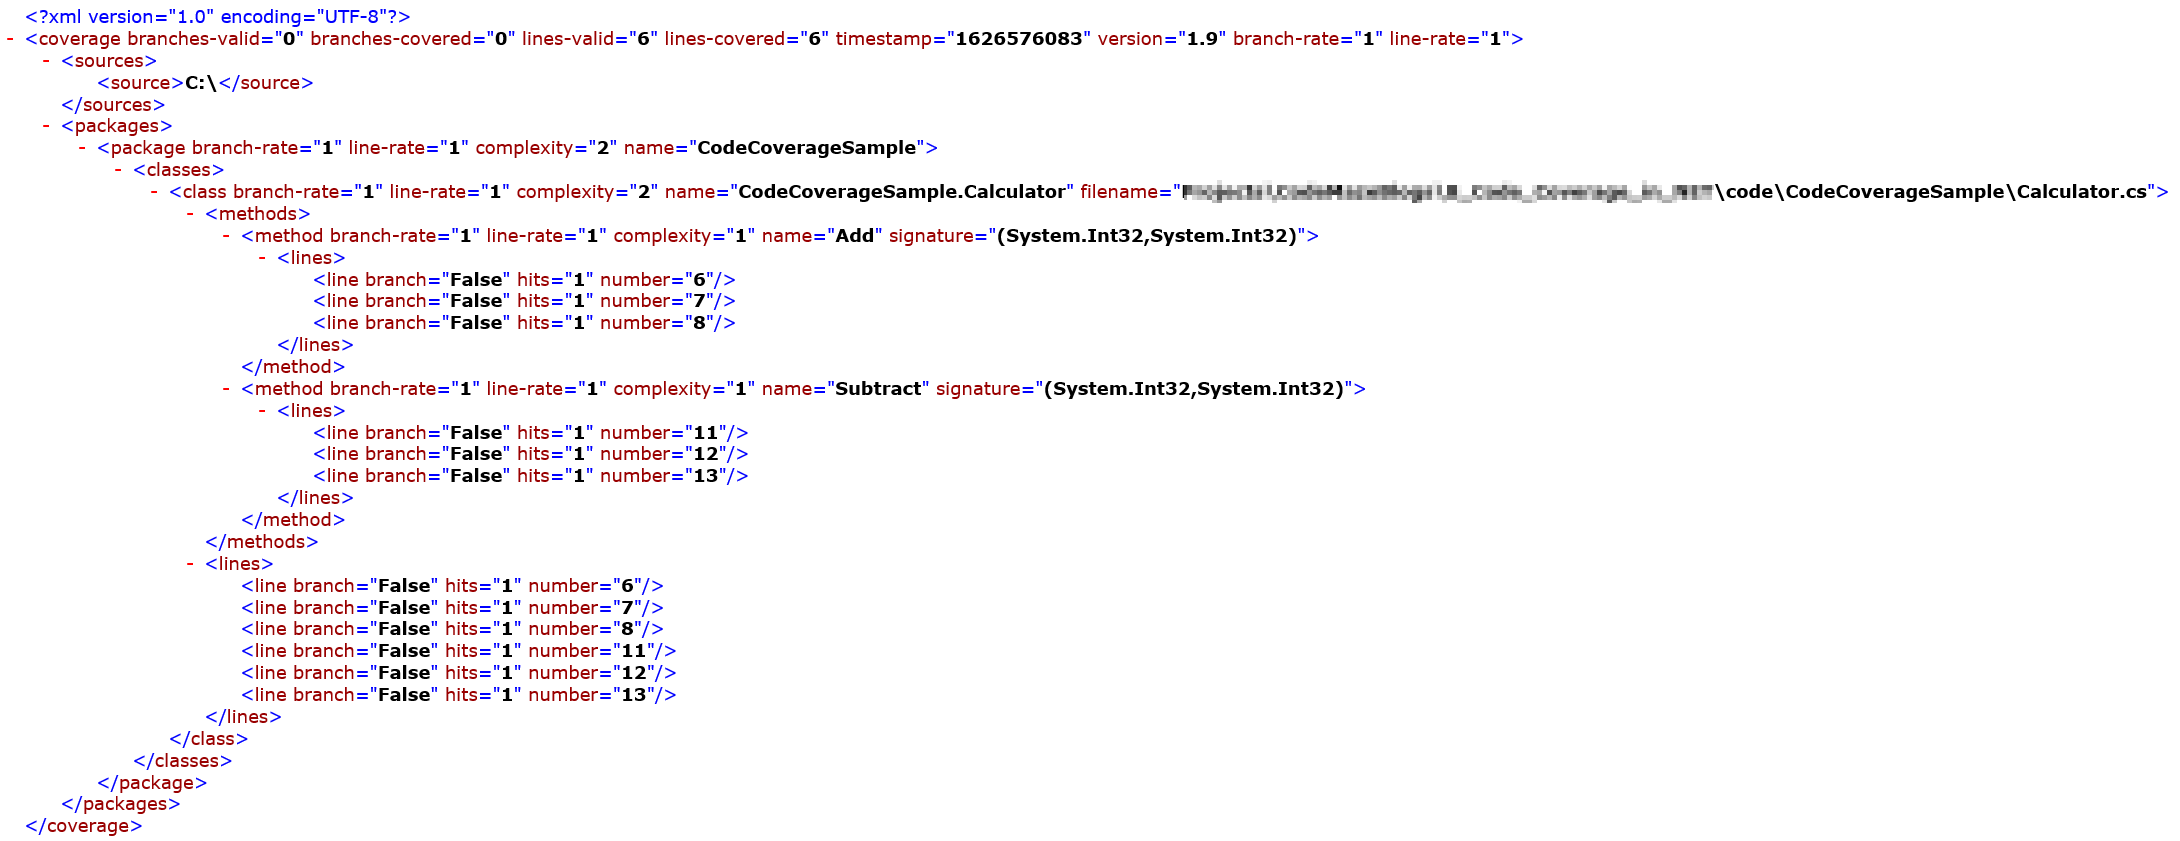 <?xml version="1.0" encoding="UTF-8"?>
- <coverage branches-valid="0" branches-covered="0" lines-valid="6" lines-covered="6" timestamp="1626576083" version="1.9" branch-rate="1" line-rate="1">
- <sources>
<source>C:\</source>
</sources>
- <packages>
- <package branch-rate="1" line-rate="1" complexity="2" name="CodeCoverageSample">
- <classes>
- <class branch-rate="1" line-rate="1" complexity="2" name="CodeCoverageSample.Calculator" filename="\code\CodeCoverageSample\Calculator.cs">
- <methods>
- <method branch-rate="1" line-rate="1" complexity="1" name="Add" signature="(System.Int32,System.Int32)">
- <lines>
<line branch="False" hits="1" number="6"/>
<line branch="False" hits="1" number="7"/>
<line branch="False" hits="1" number="8"/>
</lines>
</method>
- <method branch-rate="1" line-rate="1" complexity="1" name="Subtract" signature="(System.Int32,System.Int32)">
- <lines>
<line branch="False" hits="1" number="11"/>
<line branch="False" hits="1" number="12"/>
<line branch="False" hits="1" number="13"/>
</lines>
</method>
</methods>
- <lines>
<line branch="False" hits="1" number="6"/>
<line branch="False" hits="1" number="7"/>
<line branch="False" hits="1" number="8"/>
<line branch="False" hits="1" number="11"/>
<line branch="False" hits="1" number="12"/>
<line branch="False" hits="1" number="13"/>
</lines>
</class>
</classes>
</package>
</packages>
</coverage>